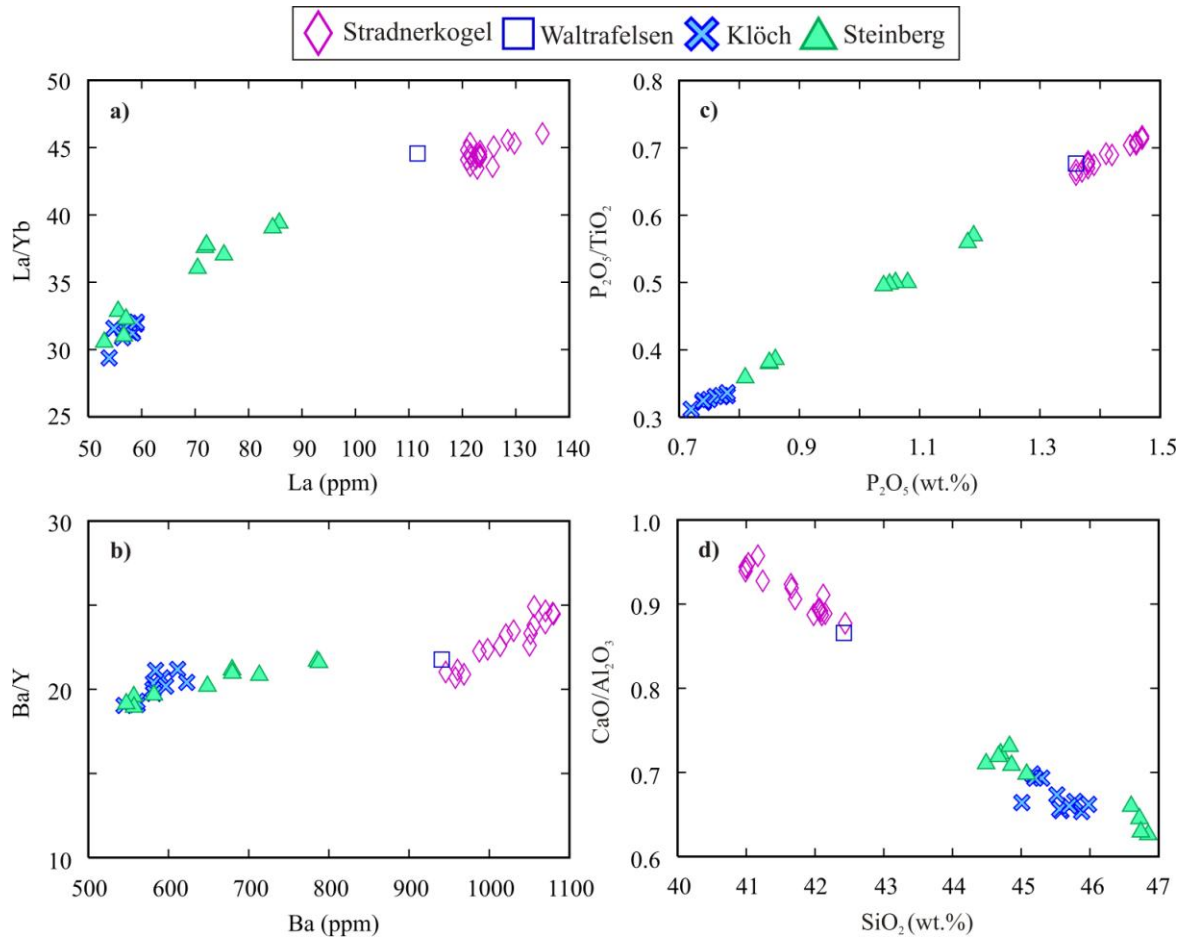 Stradnerkogel Waltrafelsen Klöch Steinberg
a)
La/Yb
50
45
40
35
30
25
50 60 70 80 90 100 110 120 130 140
La (ppm)
c)
P₂O₅/TiO₂
0.8
0.7
0.6
0.5
0.4
0.3
0.7 0.9 1.1 1.3 1.5
P₂O₅ (wt.%)
b)
Ba/Y
30
20
10
500 600 700 800 900 1000 1100
Ba (ppm)
d)
CaO/Al₂O₃
1.0
0.9
0.8
0.7
0.6
40 41 42 43 44 45 46 47
SiO₂ (wt.%)